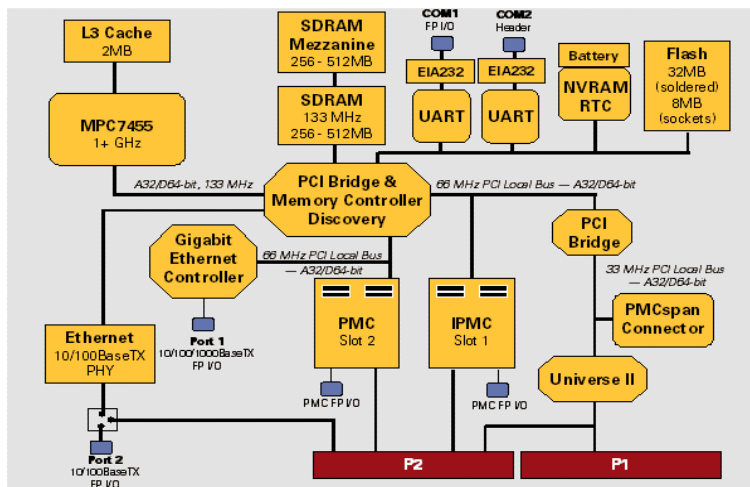 L3 Cache
2MB
SDRAM
Mezzanine
256 - 512MB
COM1
FP I/O
COM2
Header
EIA232
EIA232
Battery
Flash
32MB
(soldered)
8MB
(sockets)
MPC7455
1+ GHz
SDRAM
133 MHz
256 - 512MB
UART
UART
NVRAM
RTC
A32/D64-bit, 133 MHz
PCI Bridge &
Memory Controller
Discovery
66 MHz PCI Local Bus — A32/D64-bit
PCI
Bridge
Gigabit
Ethernet
Controller
66 MHz PCI Local Bus
— A32/D64-bit
33 MHz PCI Local Bus
— A32/D64-bit
PMC
Slot 2
IPMC
Slot 1
PMCspan
Connector
Ethernet
10/100BaseTX
PHY
Port 1
10/100/1000BaseTX
FP I/O
Universe II
PMC FP I/O
PMC FP I/O
Port 2
10/100BaseTX
FP I/O
P2
P1